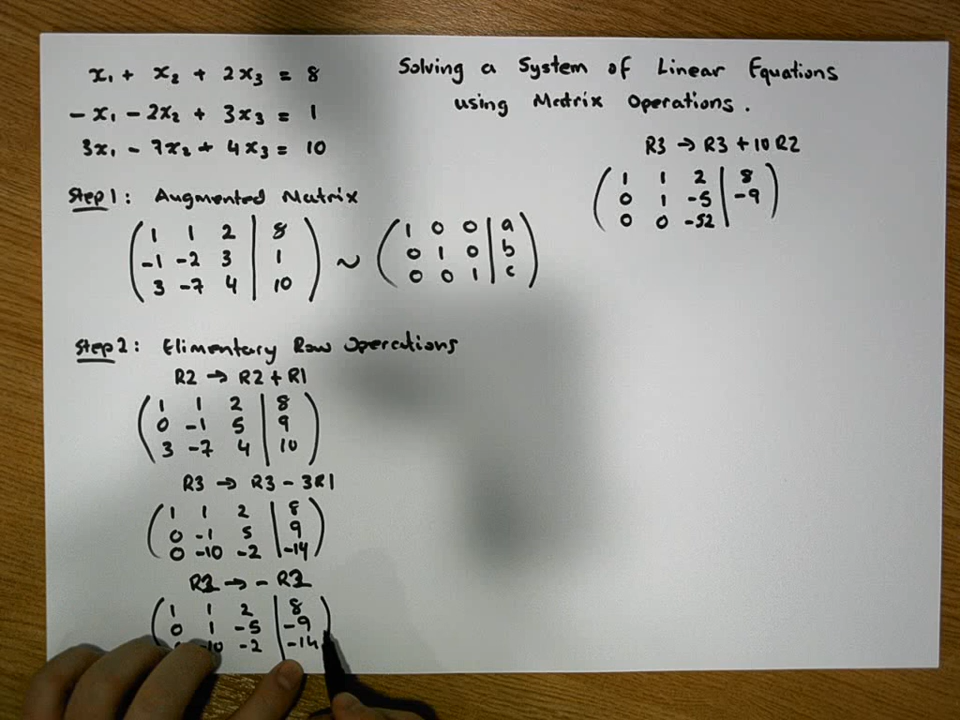 x₁ + x₂ + 2x₃ = 8
-x₁ - 2x₂ + 3x₃ = 1
3x₁ - 7x₂ + 4x₃ = 10
Solving a System of Linear Equations
using Matrix Operations.
Step 1: Augmented Matrix
1 1 2 | 8
-1 -2 3 | 1
3 -7 4 | 10
~
1 0 0 | a
0 1 0 | b
0 0 1 | c
Step 2: Elimentary Row Operations
R2 → R2 + R1
1 1 2 | 8
0 -1 5 | 9
3 -7 4 | 10
R3 → R3 - 3R1
1 1 2 | 8
0 -1 5 | 9
0 -10 -2 | -14
R2 → - R2
1 1 2 | 8
0 1 -5 | -9
-10 -2 | -14
R3 → R3 + 10R2
1 1 2 | 8
0 1 -5 | -9
0 0 -52